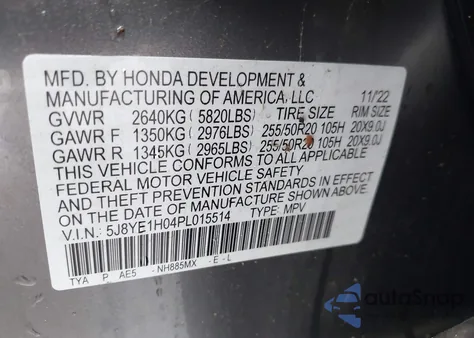 MFD. BY HONDA DEVELOPMENT &
MANUFACTURING OF AMERICA, LLC 11/22
GVWR 2640KG( 5820LBS) TIRE SIZE RIM SIZE
GAWR F 1350KG( 2976LBS) 255/50R20 105H 20X9.0J
GAWR R 1345KG( 2965LBS) 255/50R20 105H 20X9.0J
THIS VEHICLE CONFORMS TO ALL APPLICABLE
FEDERAL MOTOR VEHICLE SAFETY
AND THEFT PREVENTION STANDARDS IN EFFECT
ON THE DATE OF MANUFACTURE SHOWN ABOVE.
V.I.N.: 5J8YE1H04PL015514 TYPE: MPV
TYA P AE5 -NH885MX -E-L
autoSnap